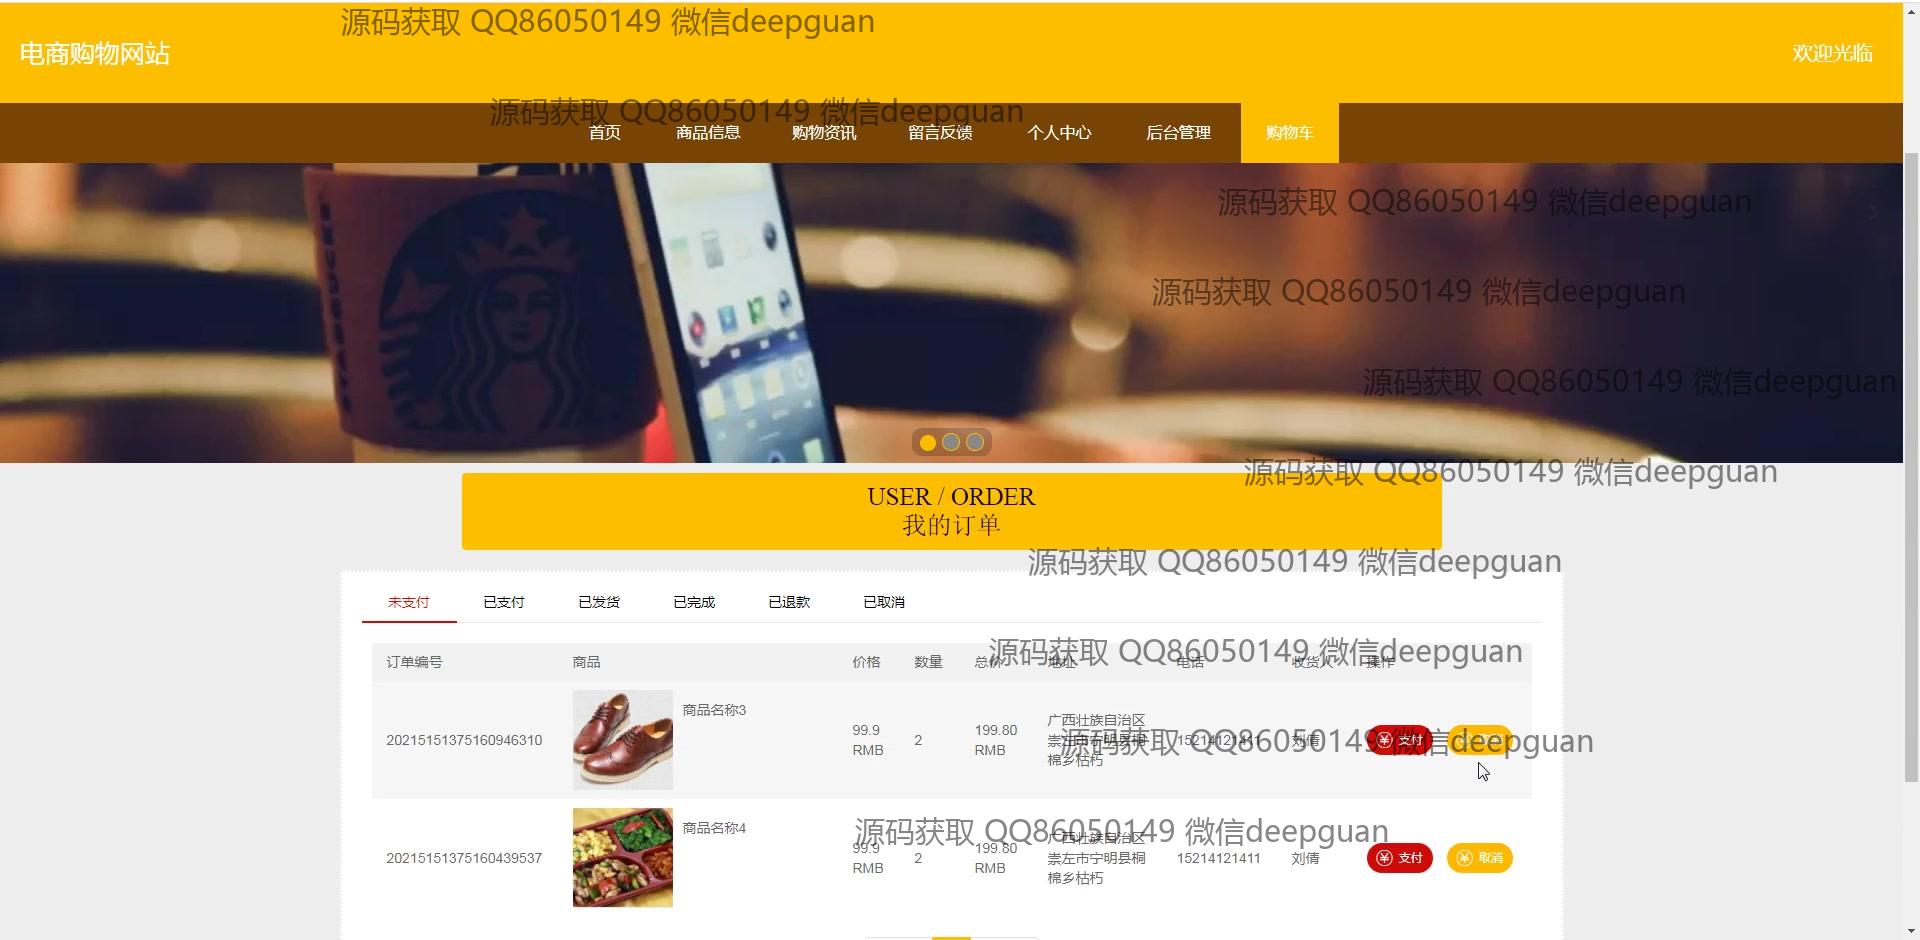 源码获取 QQ86050149 微信deepguan
电商购物网站
欢迎光临
源码获取 QQ86050149 微信deepguan
首页 商品信息 购物资讯 留言反馈 个人中心 后台管理 购物车
源码获取 QQ86050149 微信deepguan
源码获取 QQ86050149 微信deepguan
源码获取 QQ86050149 微信deepguan
源码获取 QQ86050149 微信deepguan
USER / ORDER
我的订单
源码获取 QQ86050149 微信deepguan
未支付 已支付 已发货 已完成 已退款 已取消
源码获取 QQ86050149 微信deepguan
订单编号 商品 价格 数量 总价 地址 电话 收货人 操作
商品名称3
20215151375160946310
99.9
RMB
2
199.80
RMB
广西壮族自治区
崇左市宁明县桐
棉乡枯朽
15214121411
刘倩
支付
源码获取 QQ86050149 微信deepguan
商品名称4
源码获取 QQ86050149 微信deepguan
20215151375160439537
99.9
RMB
2
199.80
RMB
广西壮族自治区
崇左市宁明县桐
棉乡枯朽
15214121411
刘倩
支付
取消